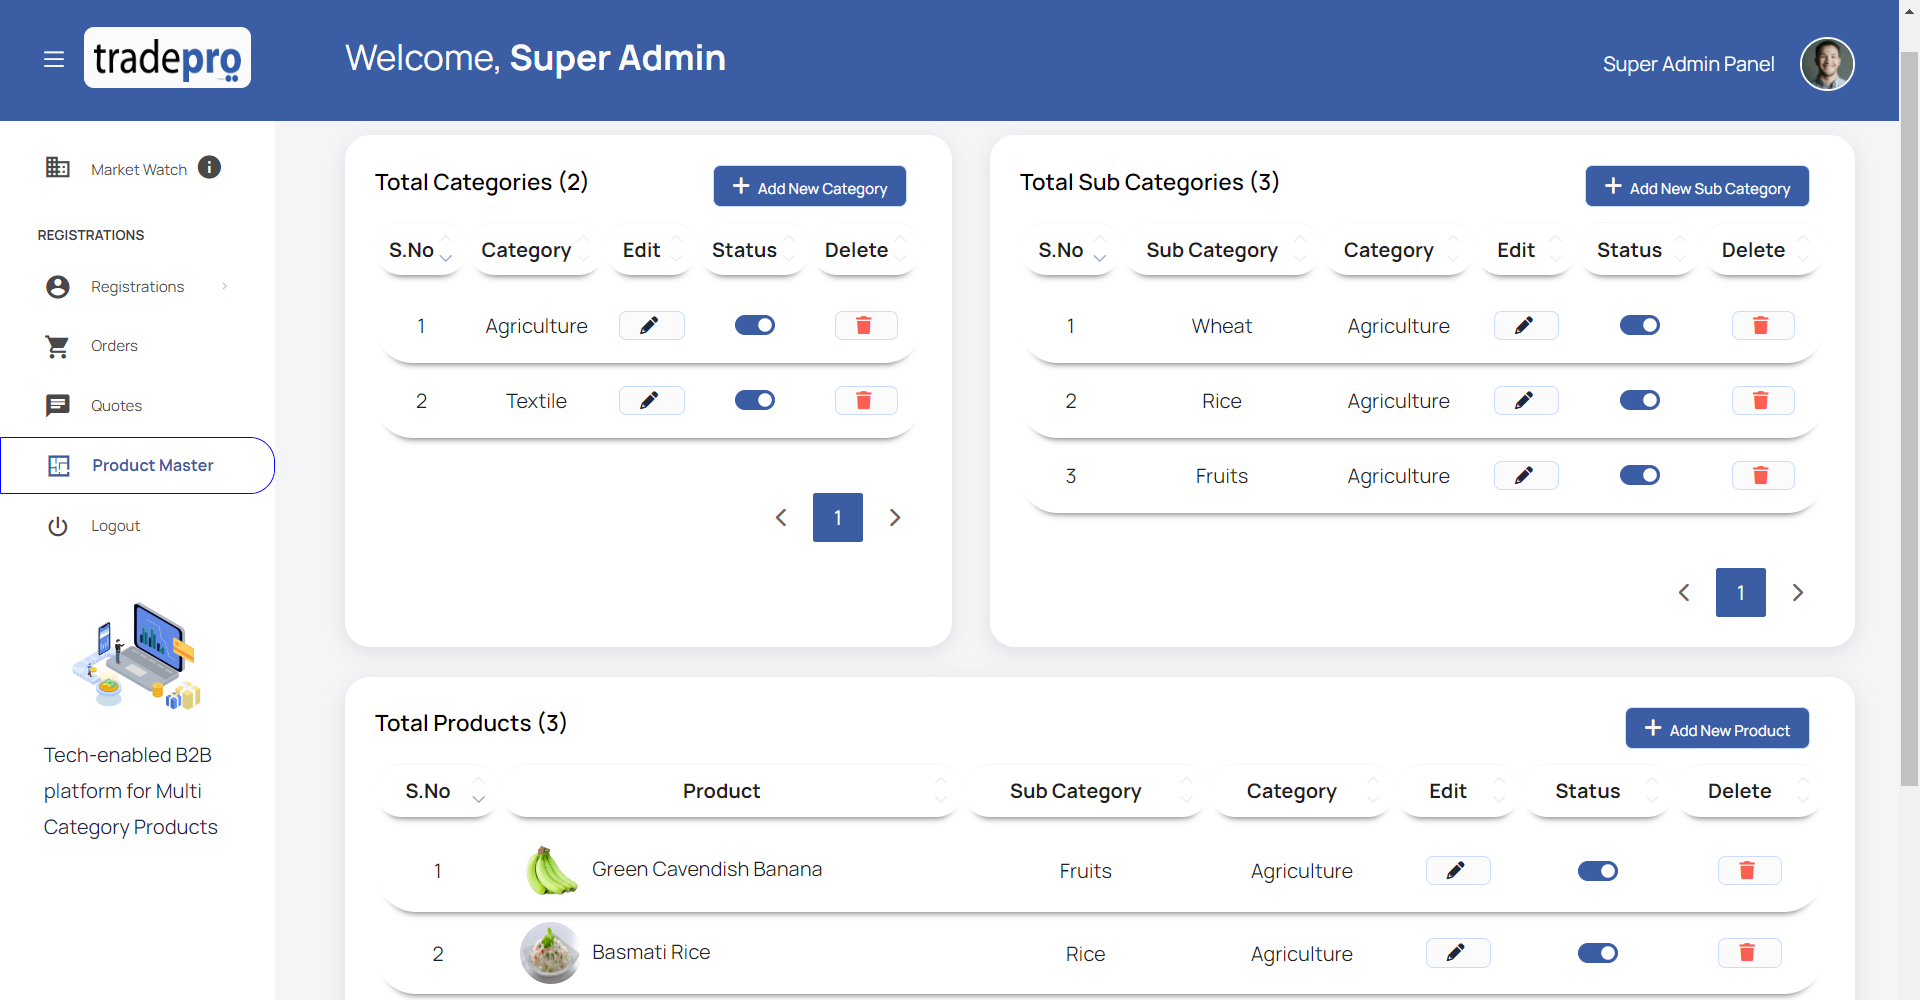 tradepro
Welcome, Super Admin
Super Admin Panel
Market Watch
REGISTRATIONS
Registrations
Orders
Quotes
Product Master
Logout
Tech-enabled B2B
platform for Multi
Category Products
Total Categories (2)
+ Add New Category
S.No Category Edit Status Delete
1 Agriculture
2 Textile
1
Total Sub Categories (3)
+ Add New Sub Category
S.No Sub Category Category Edit Status Delete
1 Wheat Agriculture
2 Rice Agriculture
3 Fruits Agriculture
1
Total Products (3)
+ Add New Product
S.No Product Sub Category Category Edit Status Delete
1 Green Cavendish Banana Fruits Agriculture
2 Basmati Rice Rice Agriculture